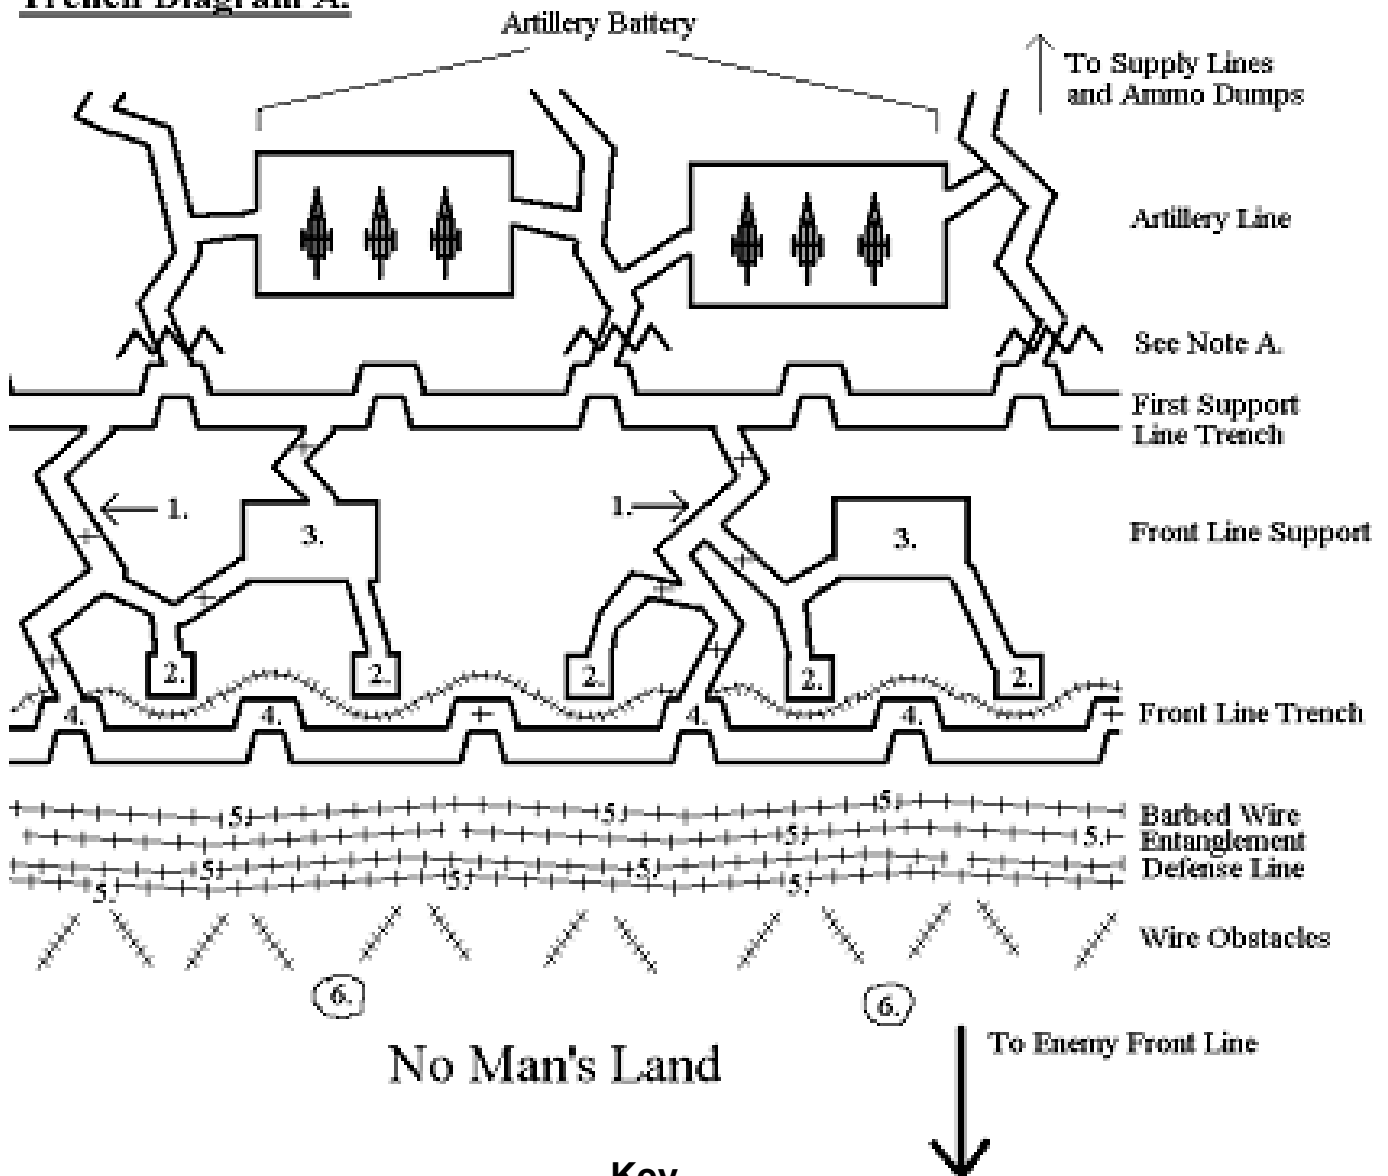 Trench Diagram A.
Artillery Battery
To Supply Lines
and Ammo Dumps
Artillery Line
See Note A.
First Support
Line Trench
1.
1.
3.
3.
Front Line Support
2.
2.
2.
2.
2.
4.
4.
4.
4.
Front Line Trench
5.
5.
5.
Barbed Wire
5.
5.
Entanglement
5.
5.
Defense Line
5.
5.
5.
Wire Obstacles
6.
6.
No Man's Land
To Enemy Front Line
Key